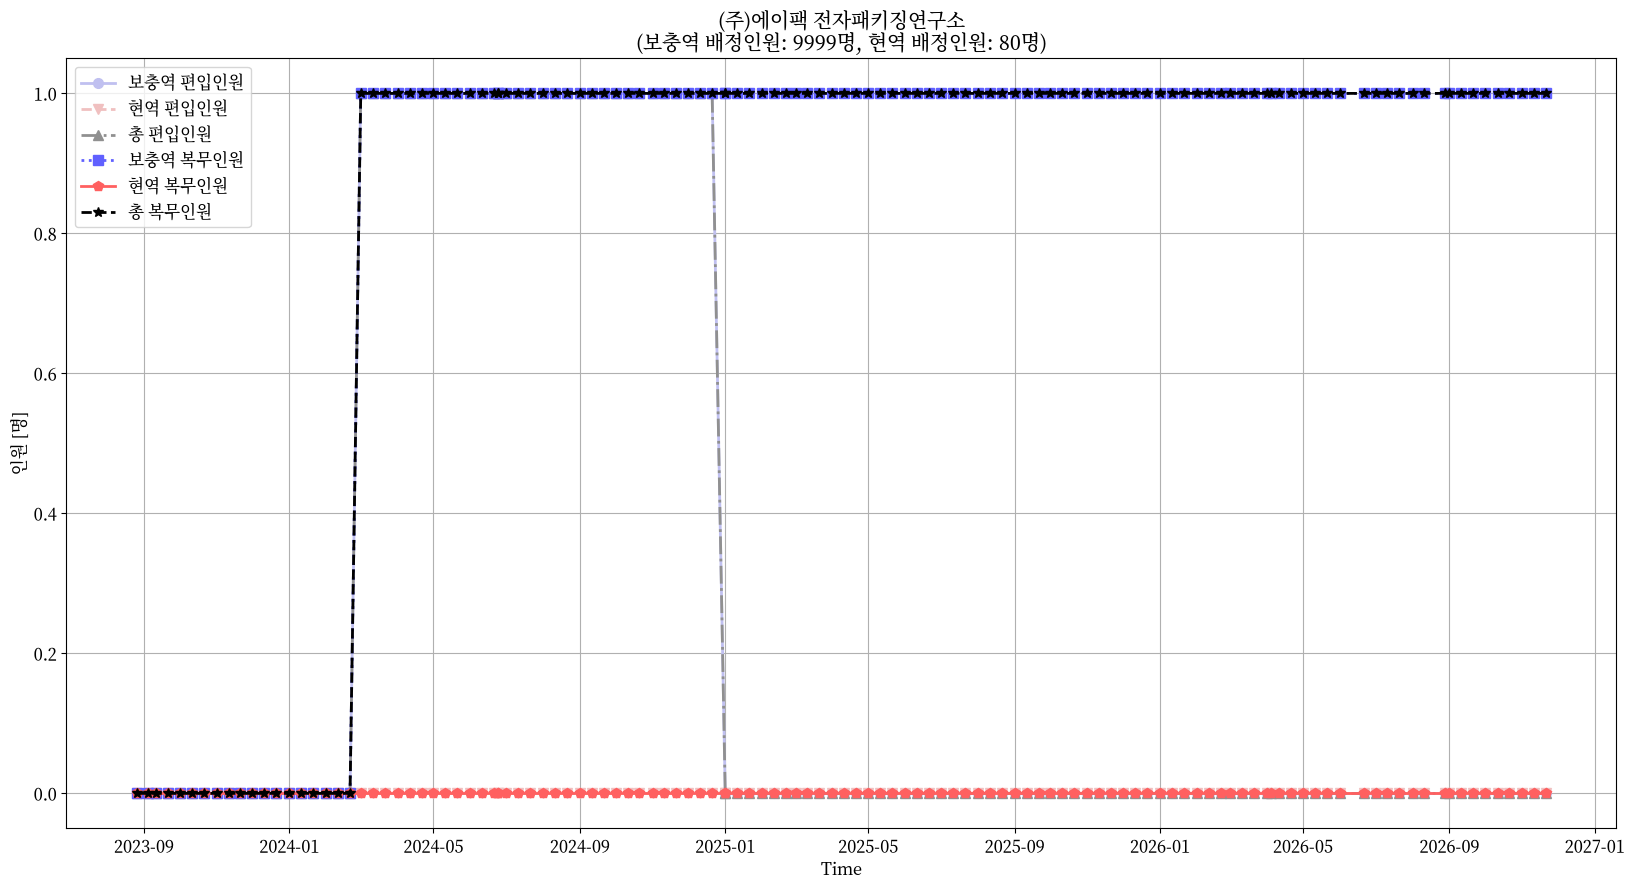 (주)에이팩 전자패키징연구소
(보충역 배정인원: 9999명, 현역 배정인원: 80명)
보충역 편입인원
현역 편입인원
총 편입인원
보충역 복무인원
현역 복무인원
총 복무인원
1.0
0.8
0.6
0.4
0.2
0.0
인원 [명]
2023-09
2024-01
2024-05
2024-09
2025-01
2025-05
2025-09
2026-01
2026-05
2026-09
2027-01
Time